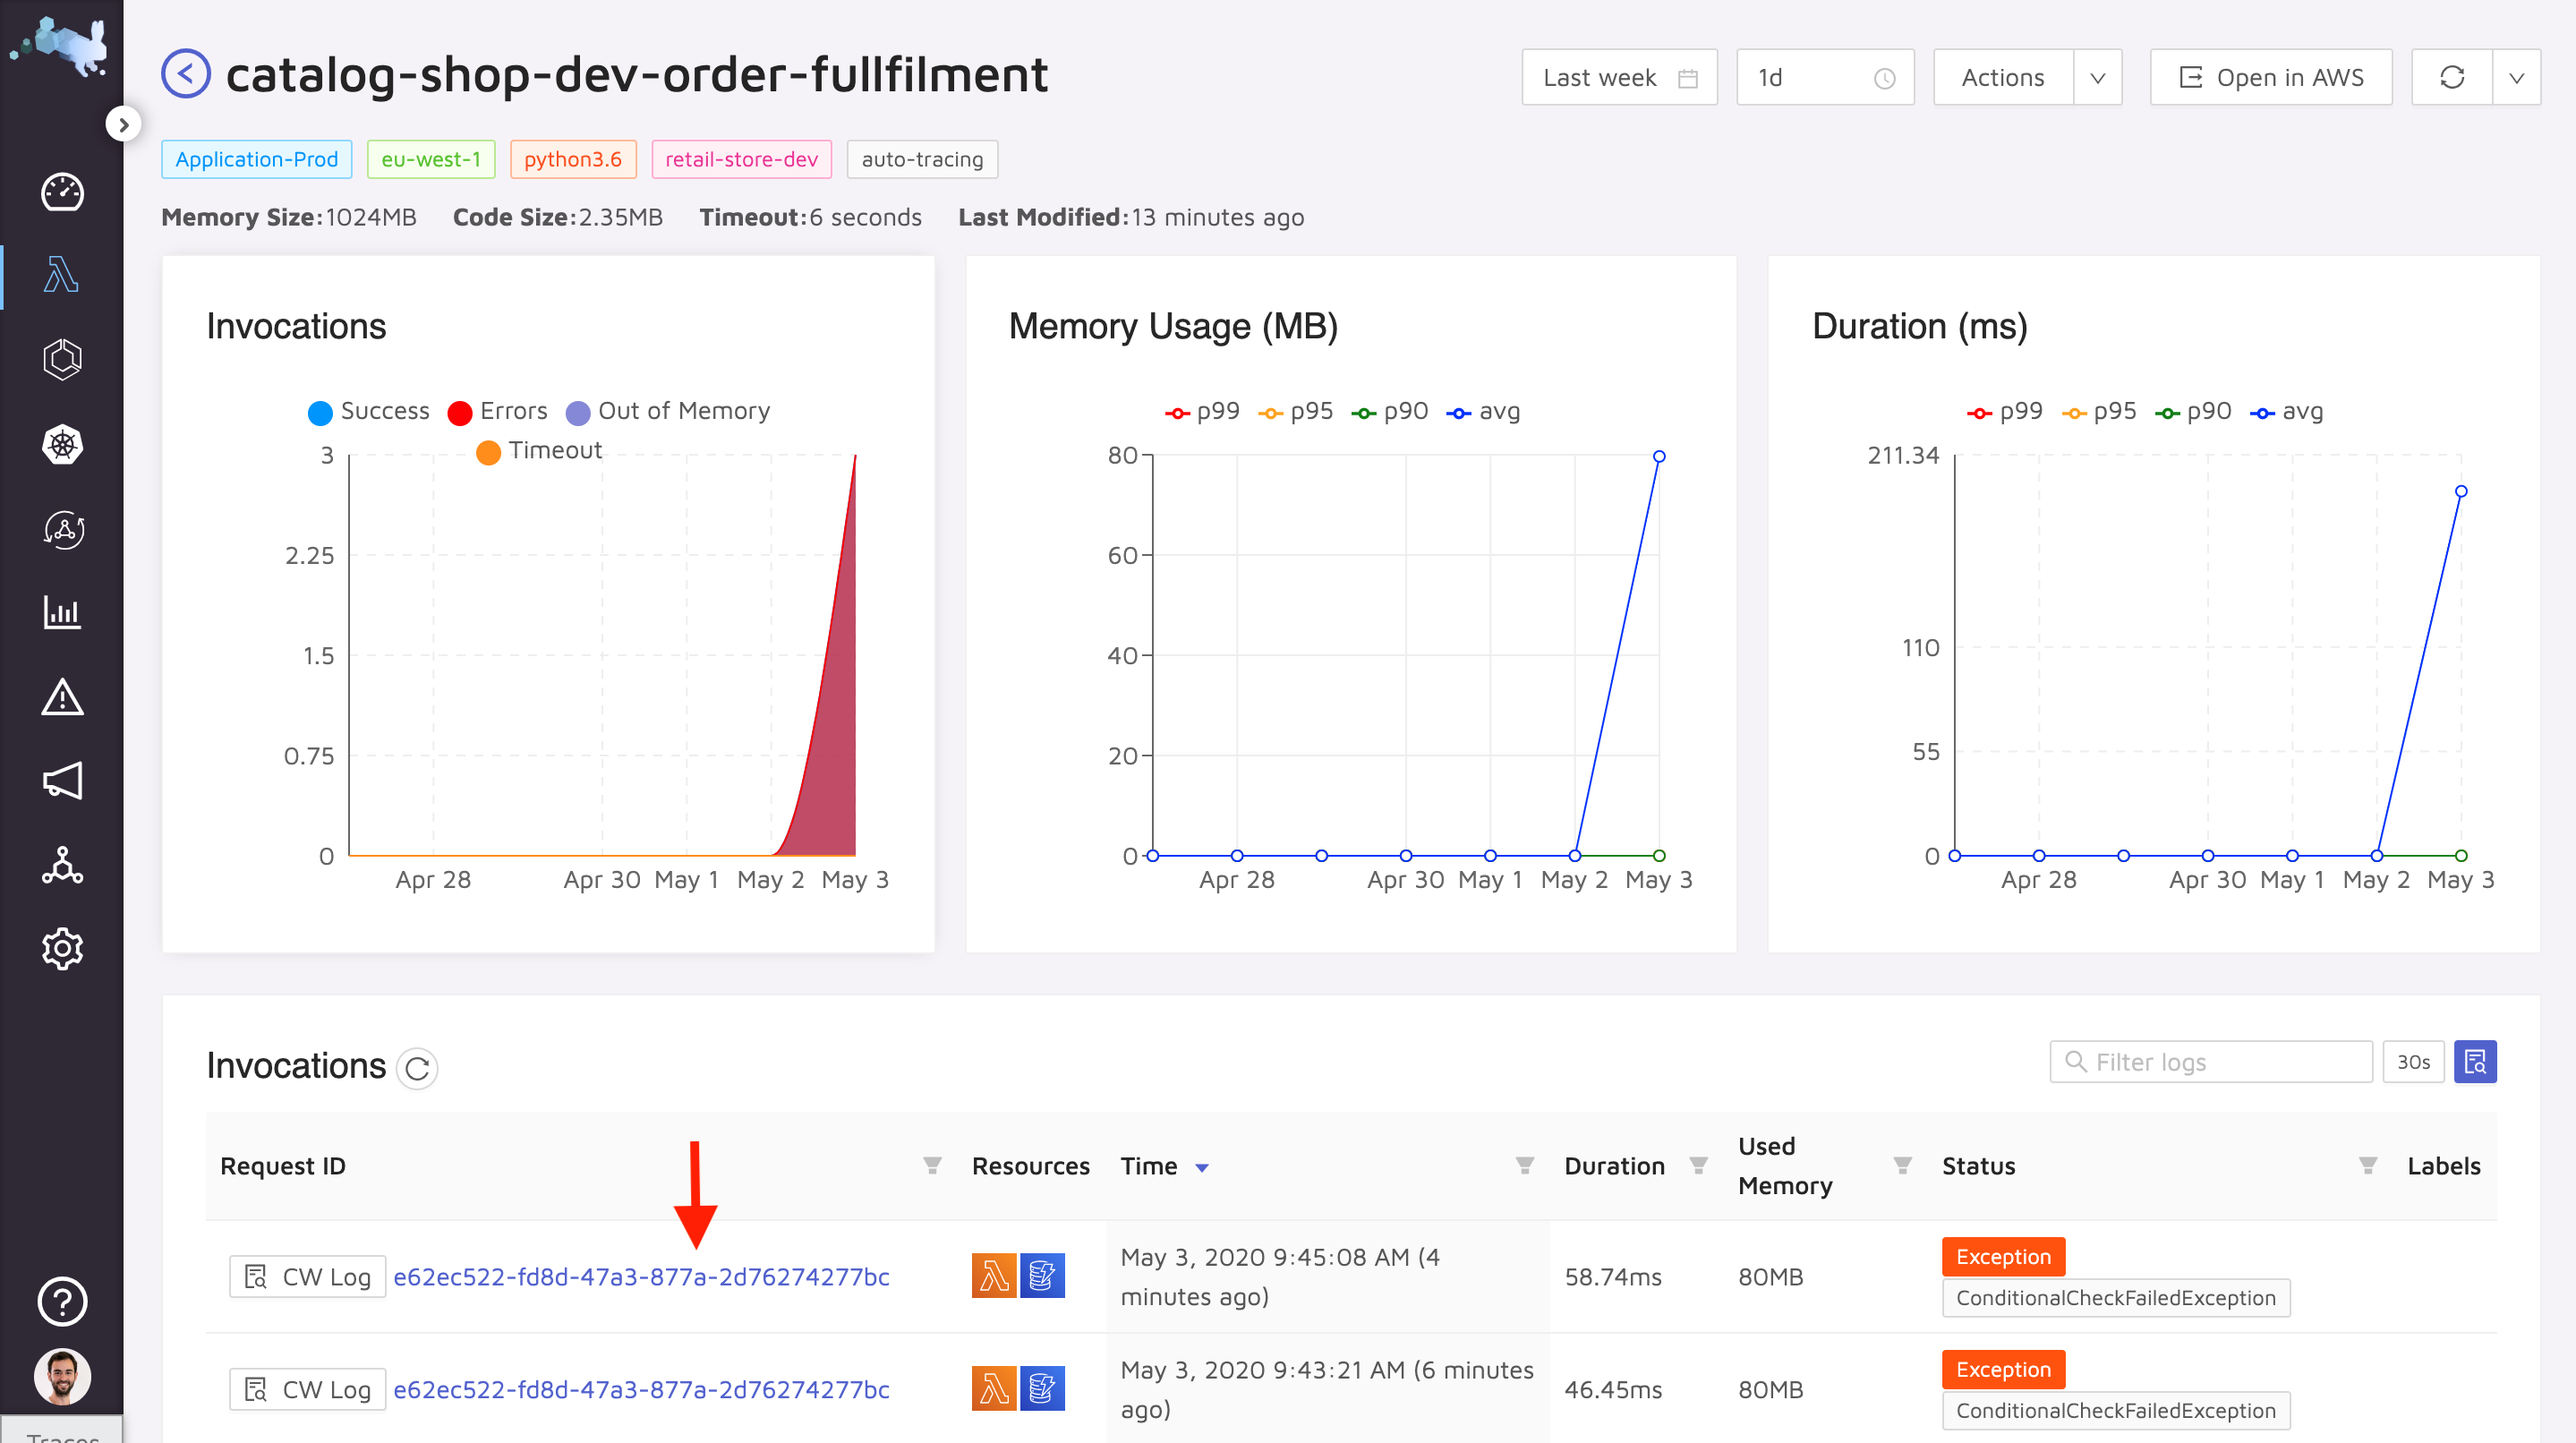 catalog-shop-dev-order-fullfilment
Last week
1d
Actions
Open in AWS
Application-Prod
eu-west-1
python3.6
retail-store-dev
auto-tracing
Memory Size:1024MB Code Size:2.35MB Timeout:6 seconds Last Modified:13 minutes ago
Invocations
Success Errors Out of Memory
Timeout
3
2.25
1.5
0.75
0
Apr 28 Apr 30 May 1 May 2 May 3
Memory Usage (MB)
p99 p95 p90 avg
80
60
40
20
0
Apr 28 Apr 30 May 1 May 2 May 3
Duration (ms)
p99 p95 p90 avg
211.34
110
55
0
Apr 28 Apr 30 May 1 May 2 May 3
Invocations
Filter logs
30s
Request ID Resources Time Duration Used Memory Status Labels
CW Log e62ec522-fd8d-47a3-877a-2d76274277bc
May 3, 2020 9:45:08 AM (4
minutes ago)
58.74ms
80MB
Exception
ConditionalCheckFailedException
CW Log e62ec522-fd8d-47a3-877a-2d76274277bc
May 3, 2020 9:43:21 AM (6 minutes
ago)
46.45ms
80MB
Exception
ConditionalCheckFailedException
Traces